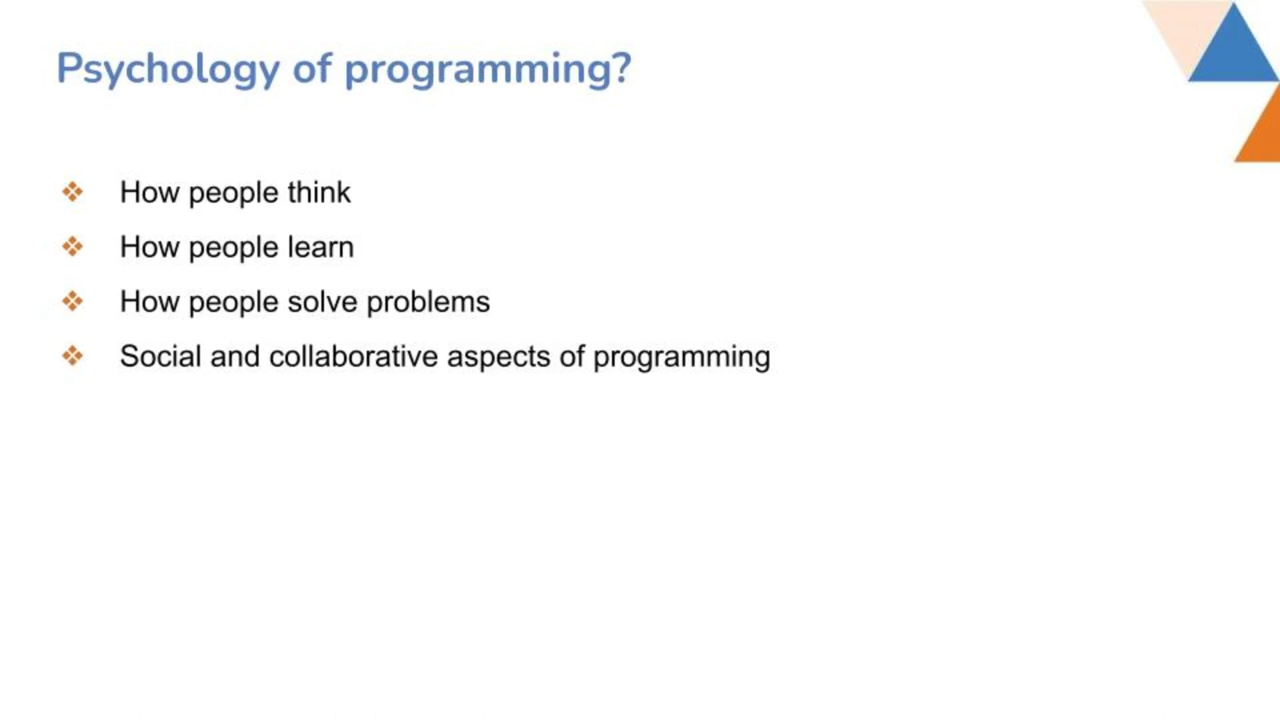 Psychology of programming?
❖ How people think
❖ How people learn
❖ How people solve problems
❖ Social and collaborative aspects of programming